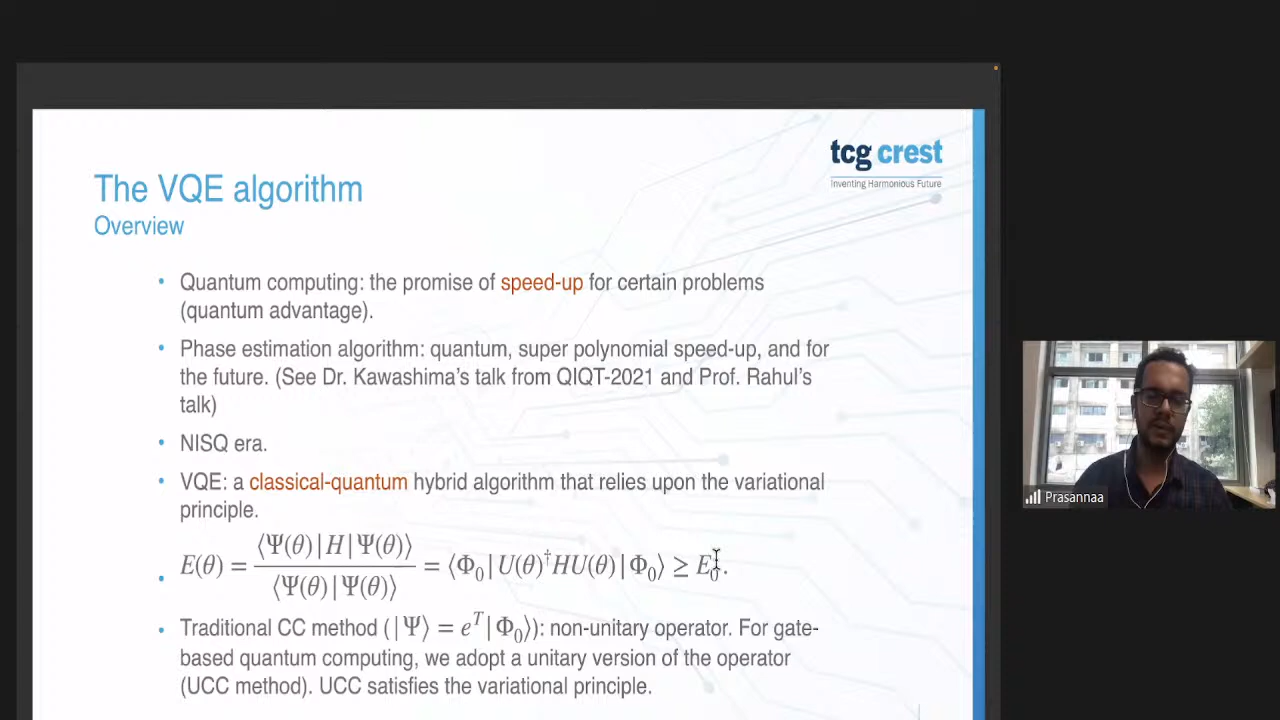 tcg crest
Inventing Harmonious Future
The VQE algorithm
Overview
• Quantum computing: the promise of speed-up for certain problems
(quantum advantage).
• Phase estimation algorithm: quantum, super polynomial speed-up, and for
the future. (See Dr. Kawashima's talk from QIQT-2021 and Prof. Rahul's
talk)
• NISQ era.
• VQE: a classical-quantum hybrid algorithm that relies upon the variational
principle.
• E(θ) = ⟨Ψ(θ)|H|Ψ(θ)⟩ / ⟨Ψ(θ)|Ψ(θ)⟩ = ⟨Φ₀|U(θ)†HU(θ)|Φ₀⟩ ≥ E₀.
• Traditional CC method (|Ψ⟩ = e^T|Φ₀⟩): non-unitary operator. For gate-
based quantum computing, we adopt a unitary version of the operator
(UCC method). UCC satisfies the variational principle.
Prasannaa